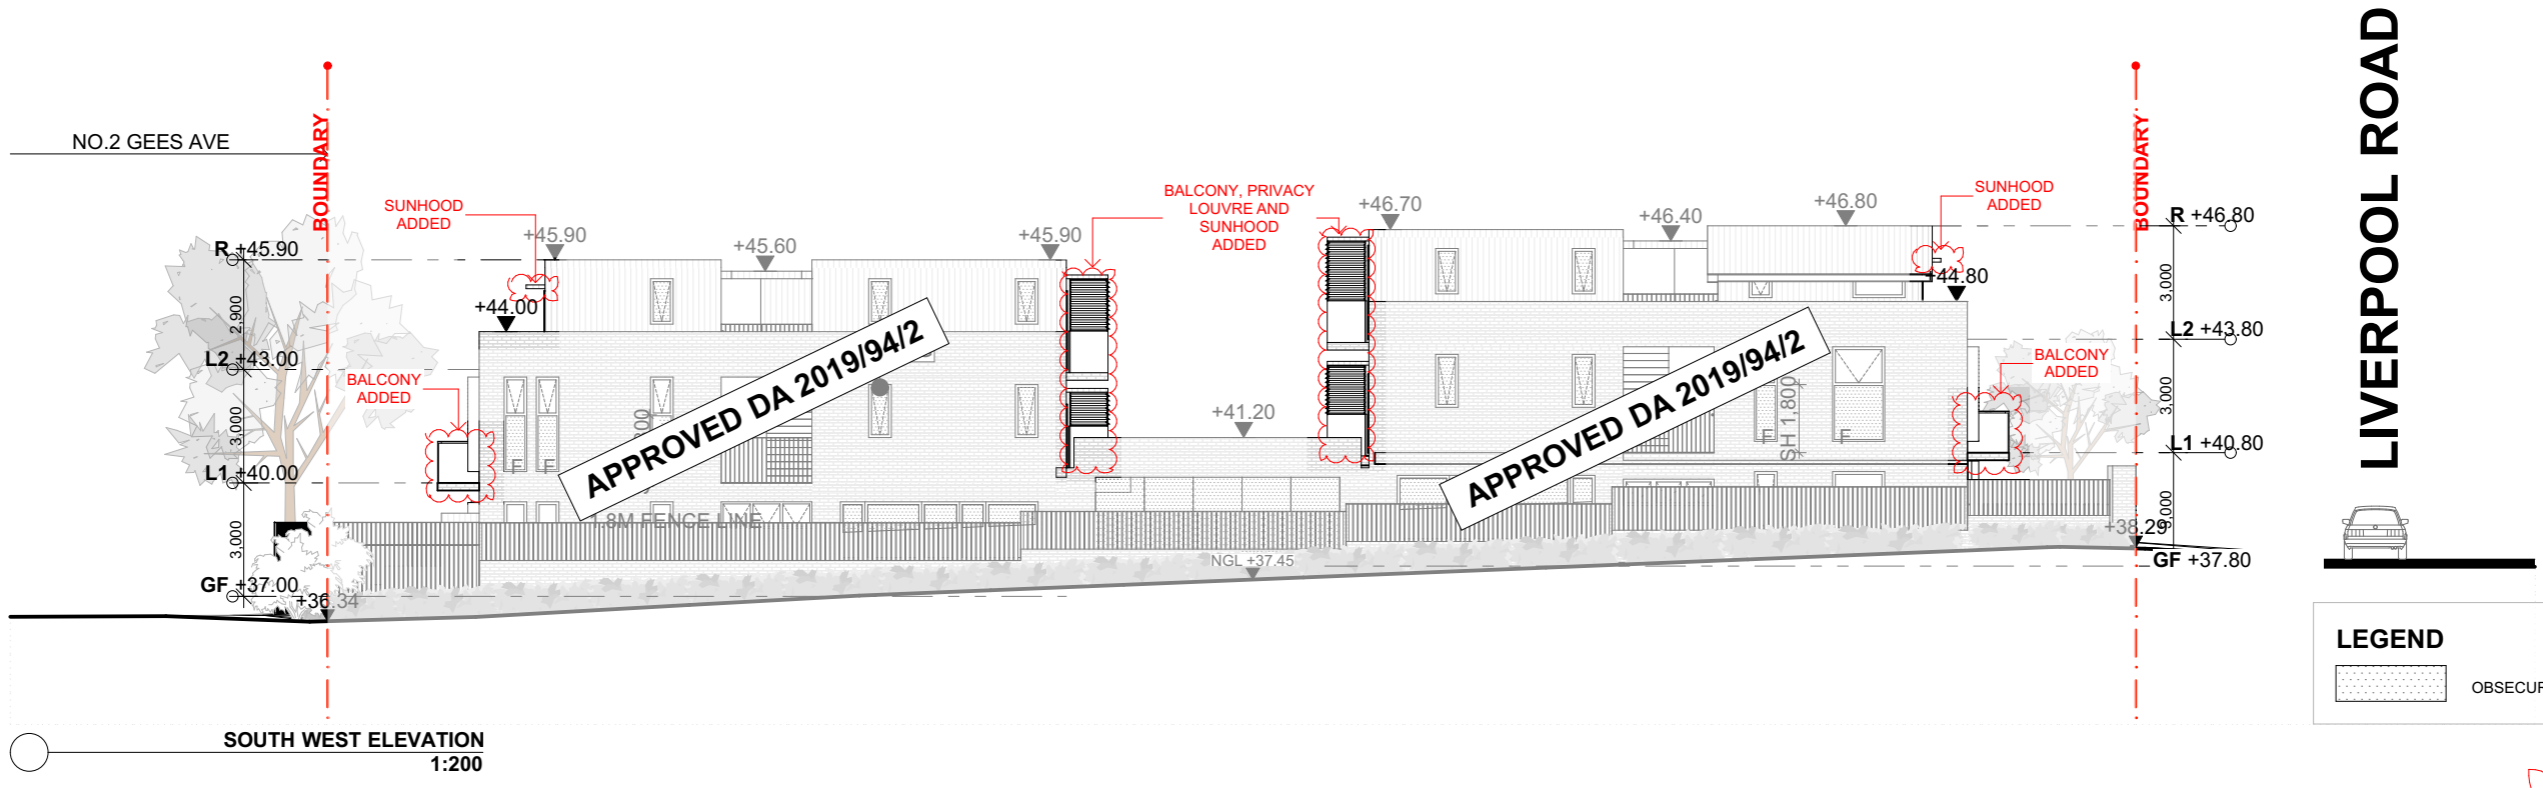 LIVERPOOL ROAD
NO.2 GEES AVE
BOUNDARY
BOUNDARY
SUNHOOD
ADDED
BALCONY, PRIVACY
LOUVRE AND
SUNHOOD
ADDED
SUNHOOD
ADDED
+45.90
+45.60
+45.90
+46.70
+46.40
+46.80
R +45.90
R +46.80
+44.00
+44.80
2,900
3,000
L2 +43.00
L2 +43.80
BALCONY
ADDED
BALCONY
ADDED
APPROVED DA 2019/94/2
APPROVED DA 2019/94/2
+41.20
3,000
3,000
SH 1,800
F
F
F
F
L1 +40.00
L1 +40.80
1.8M FENCE LINE
3,000
3,000
+38.29
NGL +37.45
GF +37.00
GF +37.80
+36.34
LEGEND
SOUTH WEST ELEVATION
1:200